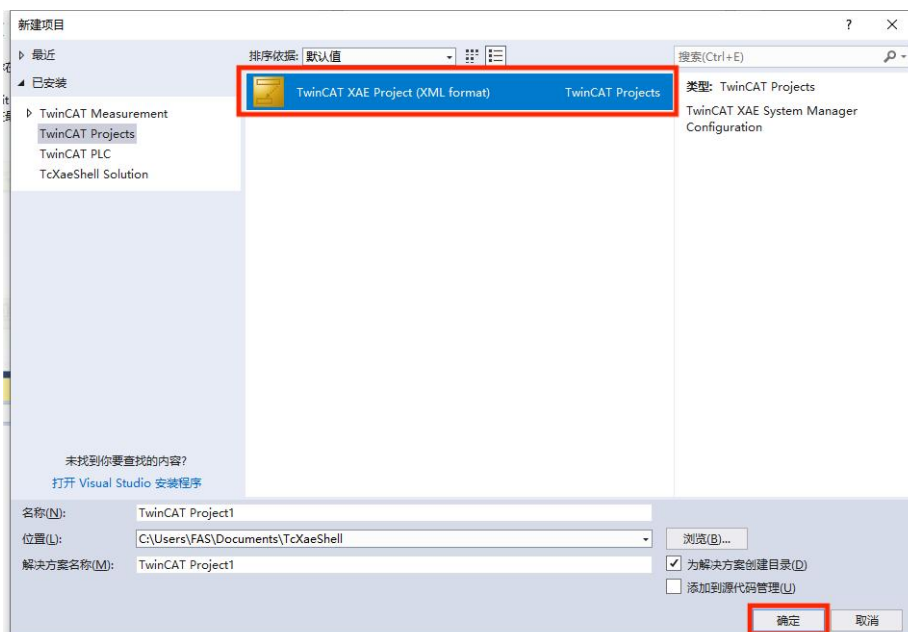 新建项目
? ×
▷ 最近
排序依据: 默认值
搜索(Ctrl+E)
◢ 已安装
▷ TwinCAT Measurement
TwinCAT Projects
TwinCAT PLC
TcXaeShell Solution
TwinCAT XAE Project (XML format) TwinCAT Projects
类型: TwinCAT Projects
TwinCAT XAE System Manager
Configuration
未找到你要查找的内容?
打开 Visual Studio 安装程序
名称(N): TwinCAT Project1
位置(L): C:\Users\FAS\Documents\TcXaeShell 浏览(B)...
解决方案名称(M): TwinCAT Project1 为解决方案创建目录(D)
添加到源代码管理(U)
确定 取消